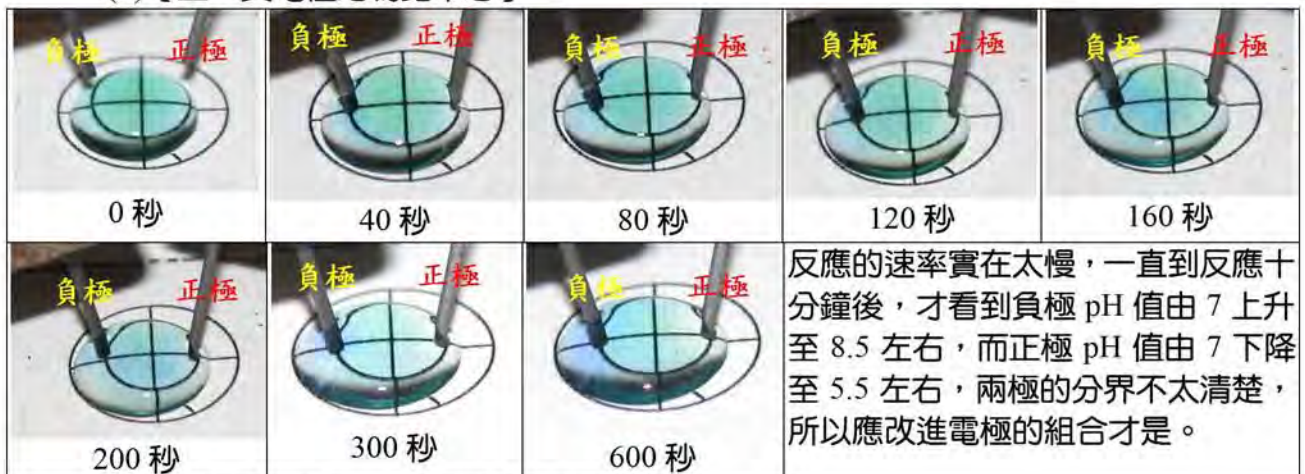 負極 正極
0 秒
負極 正極
40 秒
負極 正極
80 秒
負極 正極
120 秒
負極 正極
160 秒
負極 正極
200 秒
負極 正極
300 秒
負極 正極
600 秒
反應的速率實在太慢，一直到反應十
分鐘後，才看到負極 pH 值由 7 上升
至 8.5 左右，而正極 pH 值由 7 下降
至 5.5 左右，兩極的分界不太清楚，
所以應改進電極的組合才是。